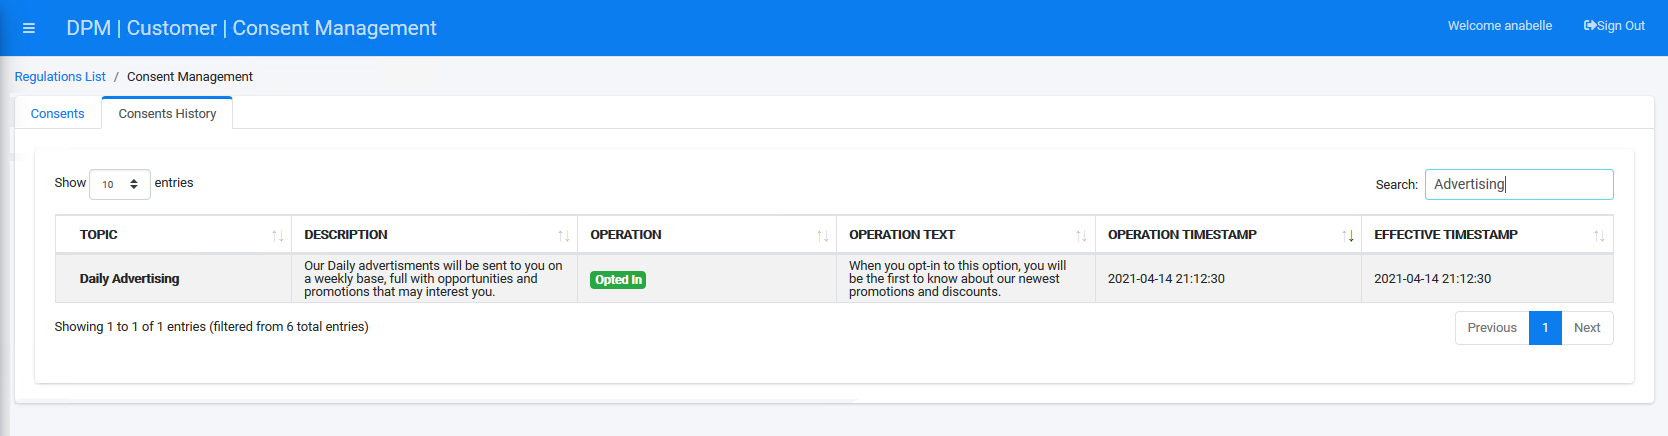 DPM | Customer | Consent Management
Welcome anabelle
Sign Out
Regulations List / Consent Management
Consents
Consents History
Show 10 entries
Search: Advertising
TOPIC
DESCRIPTION
OPERATION
OPERATION TEXT
OPERATION TIMESTAMP
EFFECTIVE TIMESTAMP
Daily Advertising
Our Daily advertisments will be sent to you on
a weekly base, full with opportunities and
promotions that may interest you.
Opted In
When you opt-in to this option, you will
be the first to know about our newest
promotions and discounts.
2021-04-14 21:12:30
2021-04-14 21:12:30
Showing 1 to 1 of 1 entries (filtered from 6 total entries)
Previous 1 Next